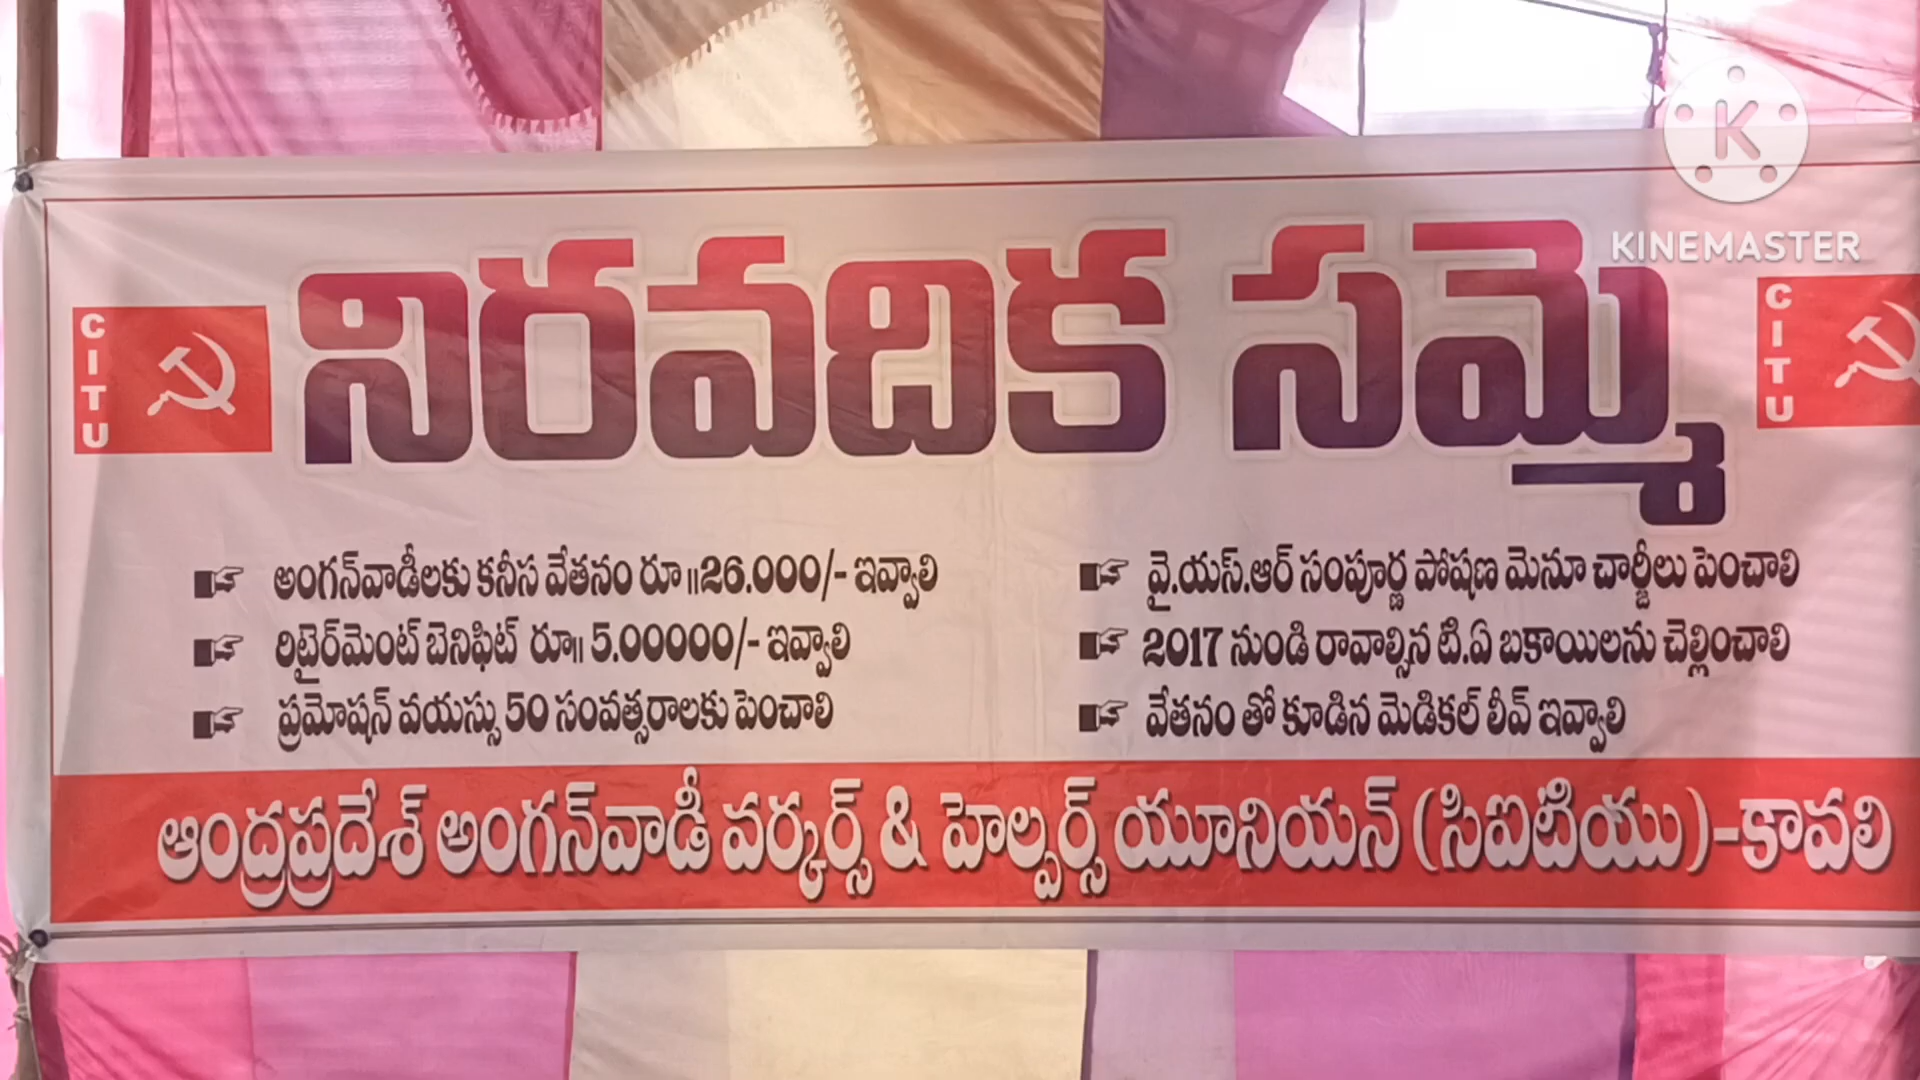 KINEMASTER
CITU
నిరవదిక సమ్మె
CITU
అంగన్‌వాడీలకు కనీస వేతనం రూ॥26.000/- ఇవ్వాలి
రిటైర్‌మెంట్ బెనిఫిట్ రూ॥ 5.00000/- ఇవ్వాలి
ప్రమోషన్ వయస్సు 50 సంవత్సరాలకు పెంచాలి
వై.యస్.ఆర్ సంపూర్ణ పోషణ మెనూ చార్జీలు పెంచాలి
2017 నుండి రావాల్సిన టి.ఏ బకాయిలను చెల్లించాలి
వేతనం తో కూడిన మెడికల్ లీవ్ ఇవ్వాలి
ఆంధ్రప్రదేశ్ అంగన్‌వాడీ వర్కర్స్ & హెల్పర్స్ యూనియన్ (సిఐటియు)-కావలి